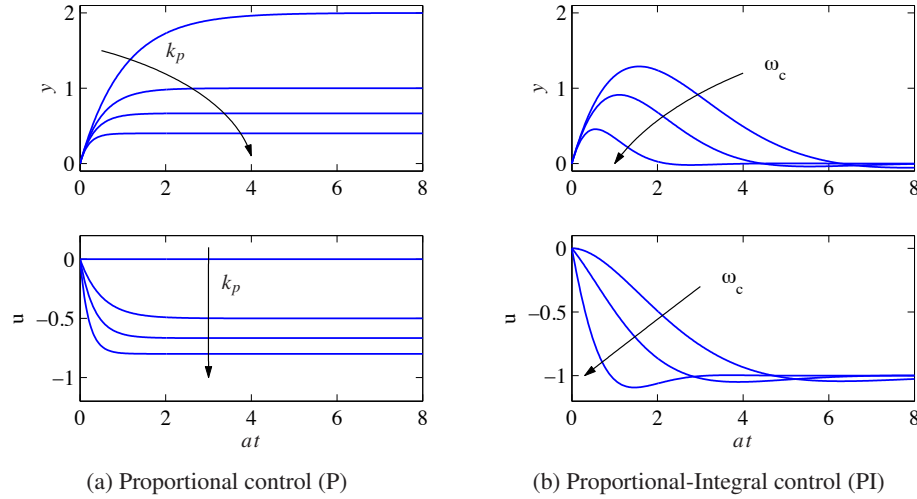 2
1
0
y
k_p
0 2 4 6 8
0
−0.5
−1
u
k_p
0 2 4 6 8
at
(a) Proportional control (P)
2
1
0
y
ω_c
0 2 4 6 8
0
−0.5
−1
u
ω_c
0 2 4 6 8
at
(b) Proportional-Integral control (PI)